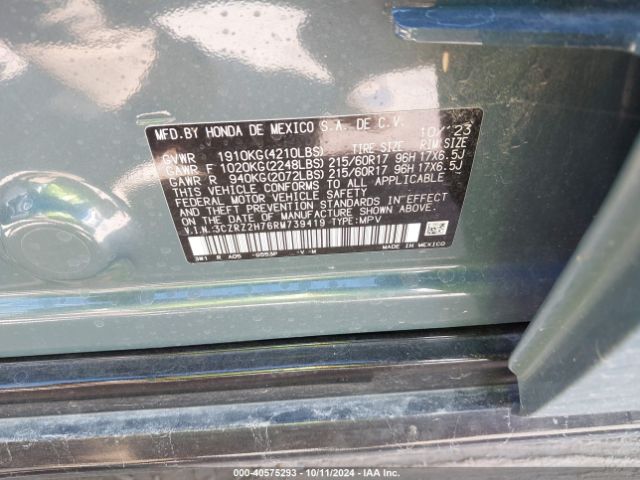 MFD.BY HONDA DE MEXICO S.A. DE C.V. 10/23
TIRE SIZE RIM SIZE
GVWR 1910KG(4210LBS)
GAWR F 1020KG(2248LBS) 215/60R17 96H 17X6.5J
GAWR R 940KG(2072LBS) 215/60R17 96H 17X6.5J
THIS VEHICLE CONFORMS TO ALL APPLICABLE
FEDERAL MOTOR VEHICLE SAFETY, BUMPER,
AND THEFT PREVENTION STANDARDS IN EFFECT
ON THE DATE OF MANUFACTURE SHOWN ABOVE.
V.I.N.:3CZRZ2H76RM739419 TYPE:MPV
MADE IN MEXICO
3W1 R A05 V-M
000-40575293 - 10/11/2024 - IAA Inc.